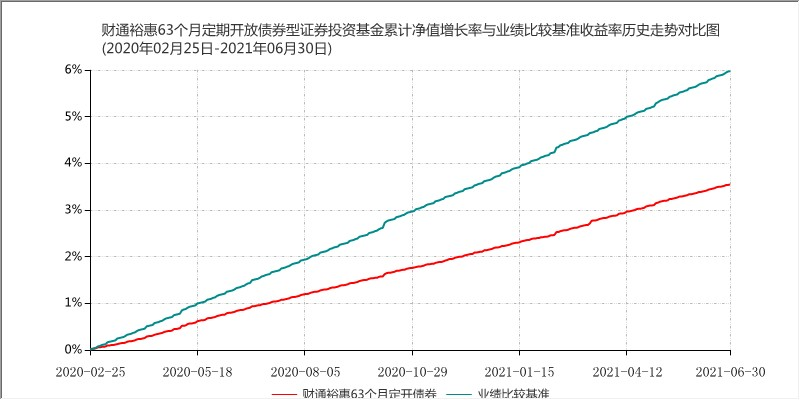 财通裕惠63个月定期开放债券型证券投资基金累计净值增长率与业绩比较基准收益率历史走势对比图
(2020年02月25日-2021年06月30日)
6%
5%
4%
3%
2%
1%
0%
2020-02-25 2020-05-18 2020-08-05 2020-10-29 2021-01-15 2021-04-12 2021-06-30
财通裕惠63个月定开债券 业绩比较基准